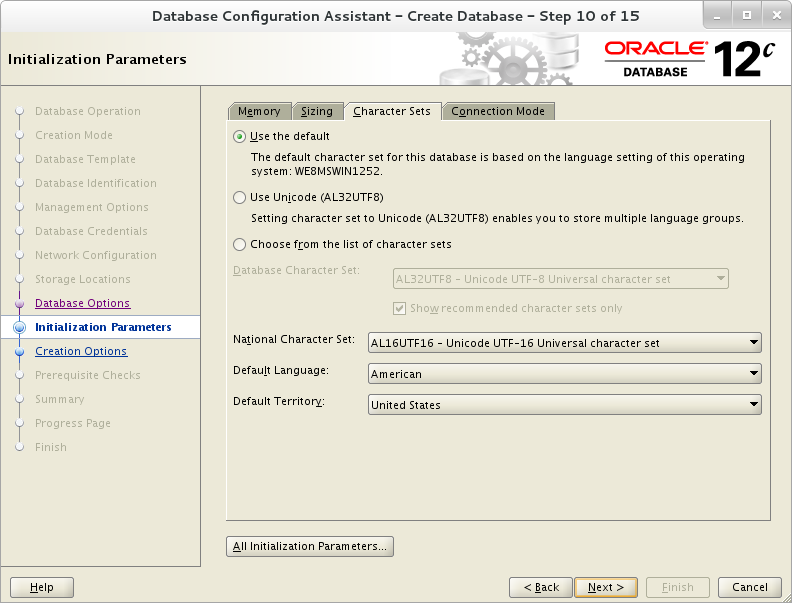 Database Configuration Assistant - Create Database - Step 10 of 15
Initialization Parameters
ORACLE®
DATABASE
12c
Database Operation
Creation Mode
Database Template
Database Identification
Management Options
Database Credentials
Network Configuration
Storage Locations
Database Options
Initialization Parameters
Creation Options
Prerequisite Checks
Summary
Progress Page
Finish
Memory Sizing Character Sets Connection Mode
Use the default
The default character set for this database is based on the language setting of this operating
system: WE8MSWIN1252.
Use Unicode (AL32UTF8)
Setting character set to Unicode (AL32UTF8) enables you to store multiple language groups.
Choose from the list of character sets
Database Character Set: AL32UTF8 - Unicode UTF-8 Universal character set
Show recommended character sets only
National Character Set: AL16UTF16 - Unicode UTF-16 Universal character set
Default Language: American
Default Territory: United States
All Initialization Parameters...
Help < Back Next > Finish Cancel